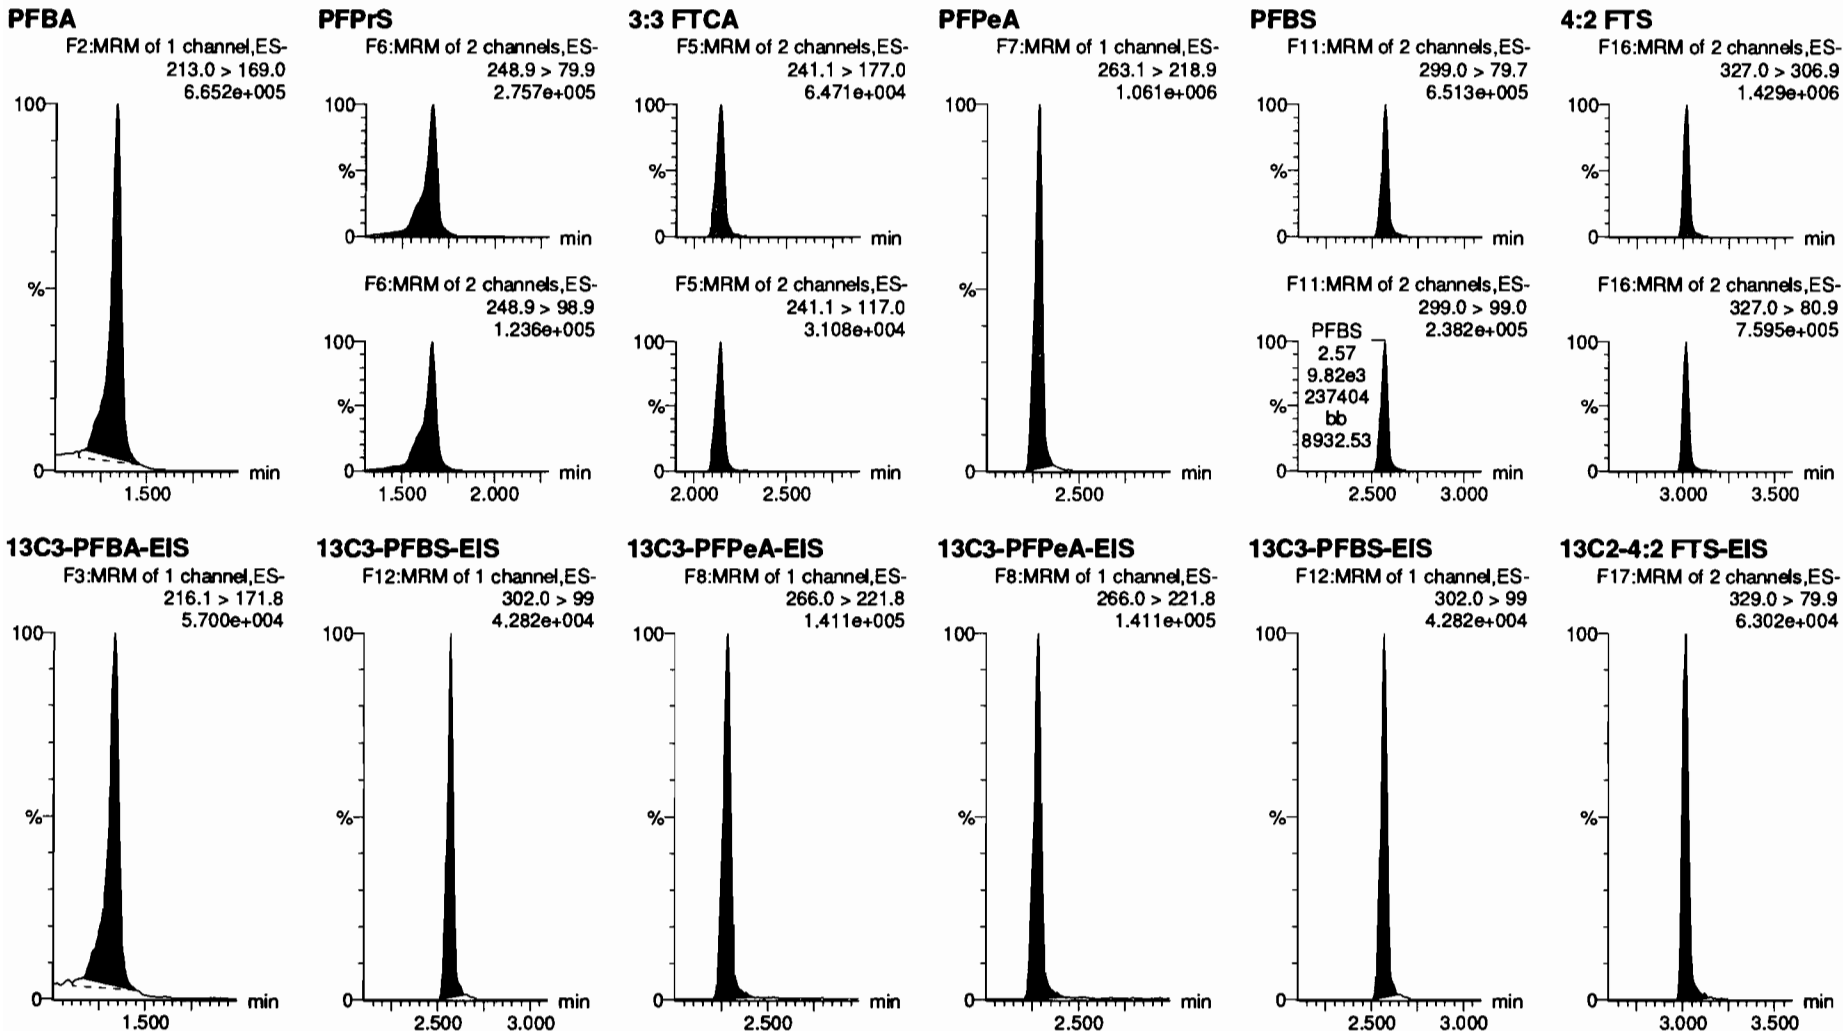 PFBA
F2:MRM of 1 channel,ES-
213.0 > 169.0
6.652e+005
100
%
0
min
1.500
PFPrS
F6:MRM of 2 channels,ES-
248.9 > 79.9
2.757e+005
100
%
0
min
F6:MRM of 2 channels,ES-
248.9 > 98.9
1.236e+005
100
%
0
min
1.500 2.000
3:3 FTCA
F5:MRM of 2 channels,ES-
241.1 > 177.0
6.471e+004
100
%
0
min
F5:MRM of 2 channels,ES-
241.1 > 117.0
3.108e+004
100
%
0
min
2.000 2.500
PFPeA
F7:MRM of 1 channel,ES-
263.1 > 218.9
1.061e+006
100
%
0
min
2.500
PFBS
F11:MRM of 2 channels,ES-
299.0 > 79.7
6.513e+005
100
%
0
min
F11:MRM of 2 channels,ES-
299.0 > 99.0
2.382e+005
PFBS
2.57
9.82e3
237404
bb
8932.53
100
%
0
min
2.500 3.000
4:2 FTS
F16:MRM of 2 channels,ES-
327.0 > 306.9
1.429e+006
100
%
0
min
F16:MRM of 2 channels,ES-
327.0 > 80.9
7.595e+005
100
%
0
min
3.000 3.500
13C3-PFBA-EIS
F3:MRM of 1 channel,ES-
216.1 > 171.8
5.700e+004
100
%
0
min
1.500
13C3-PFBS-EIS
F12:MRM of 1 channel,ES-
302.0 > 99
4.282e+004
100
%
0
min
2.500 3.000
13C3-PFPeA-EIS
F8:MRM of 1 channel,ES-
266.0 > 221.8
1.411e+005
100
%
0
min
2.500
13C3-PFPeA-EIS
F8:MRM of 1 channel,ES-
266.0 > 221.8
1.411e+005
100
%
0
min
2.500
13C3-PFBS-EIS
F12:MRM of 1 channel,ES-
302.0 > 99
4.282e+004
100
%
0
min
2.500 3.000
13C2-4:2 FTS-EIS
F17:MRM of 2 channels,ES-
329.0 > 79.9
6.302e+004
100
%
0
min
3.000 3.500